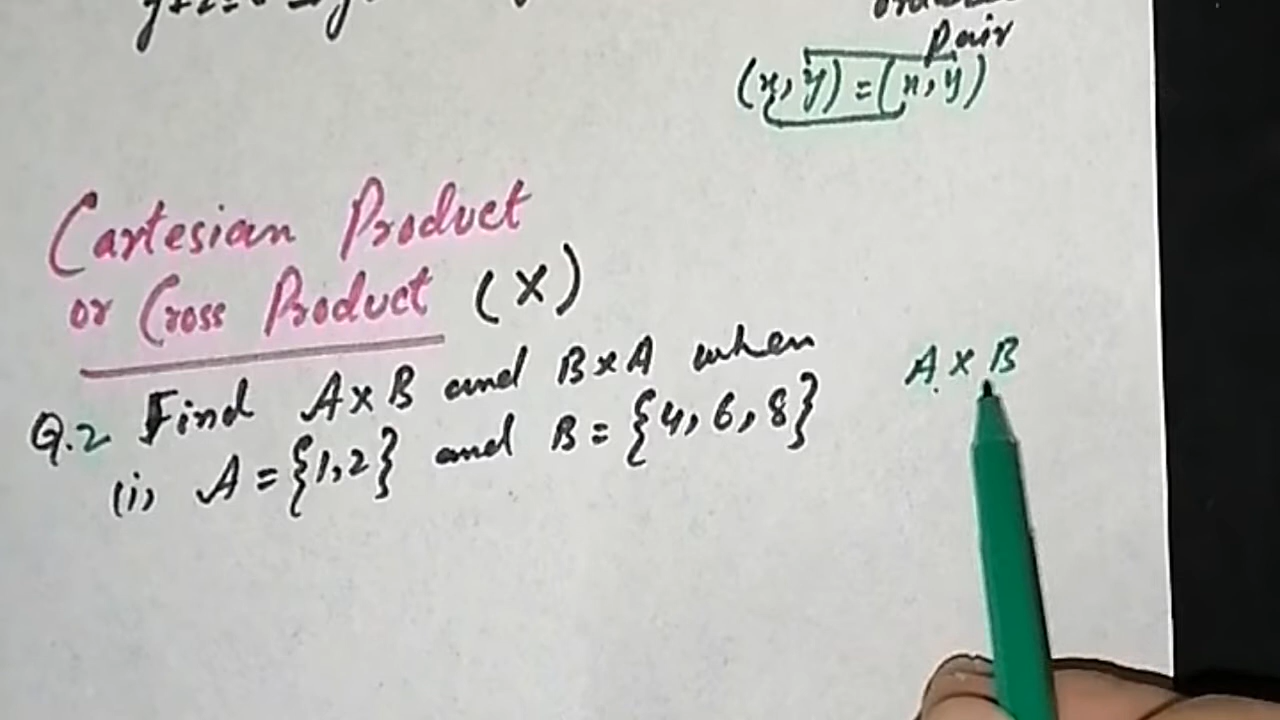 Pair
(x, y) = (x, y)
Cartesian Product
or Cross Product (X)
Q.2 Find A×B and B×A when
(i) A = {1,2} and B = {4, 6, 8}
A × B